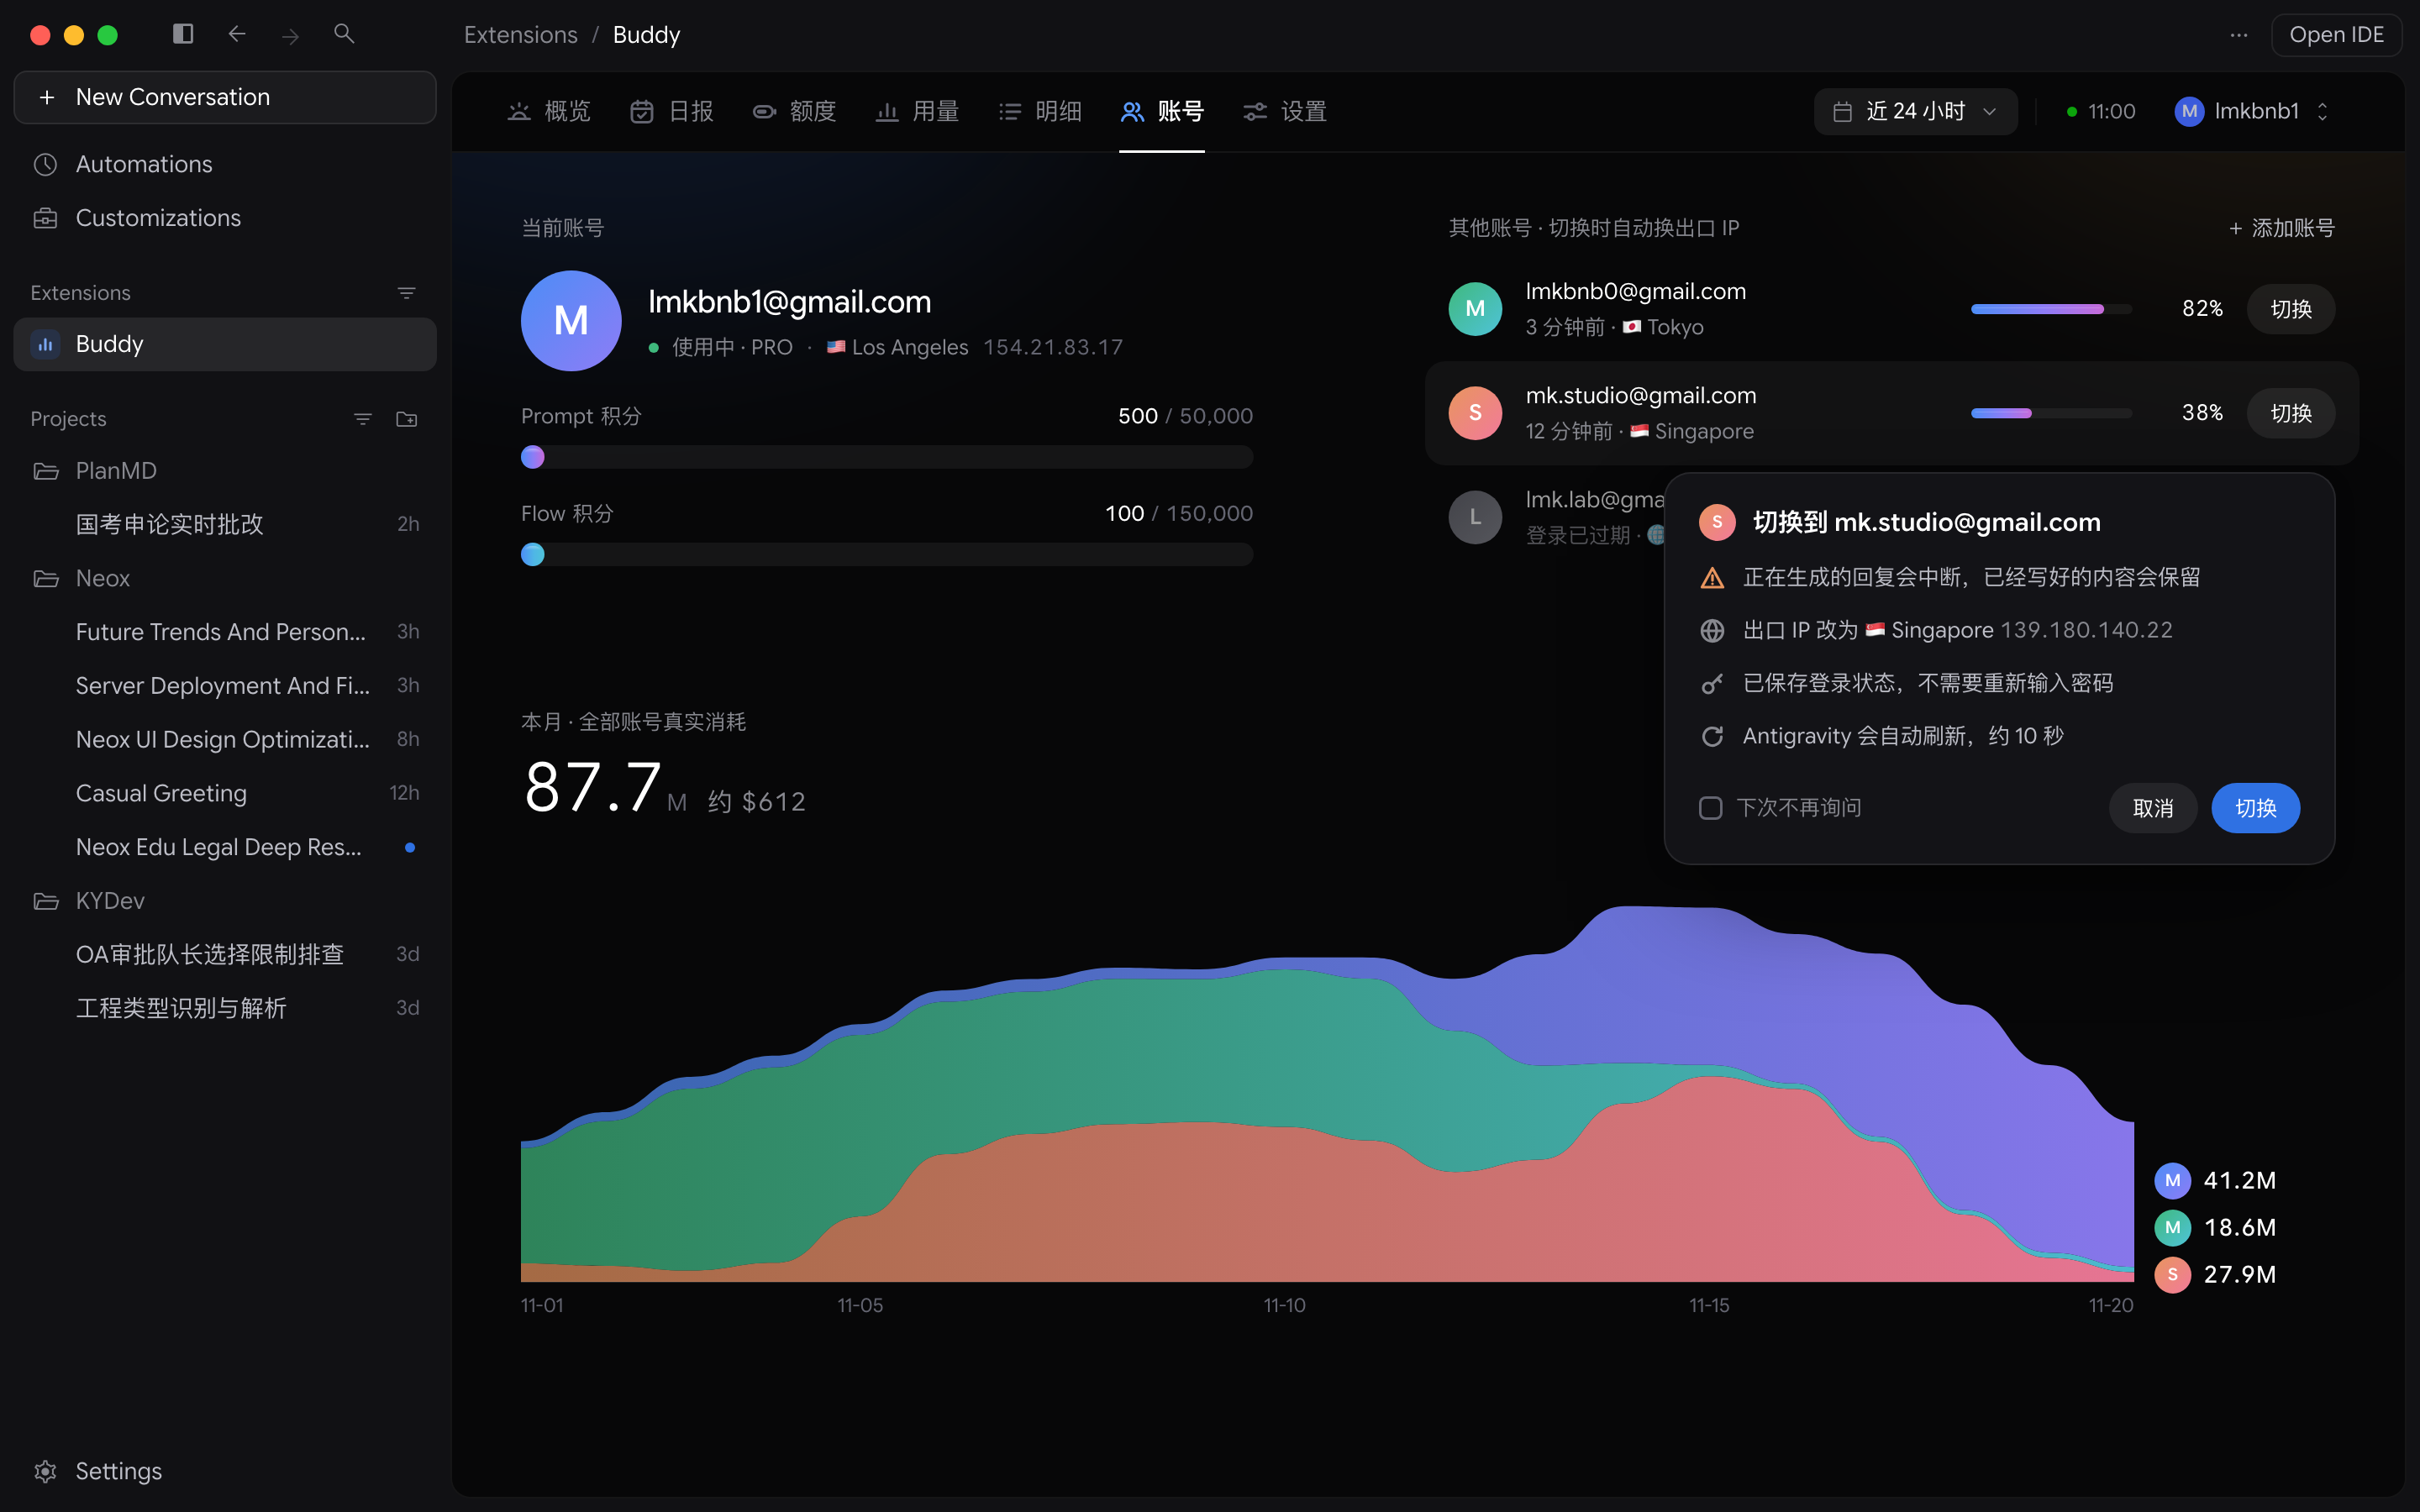 Extensions / Buddy
... Open IDE
+ New Conversation
Automations
Customizations
Extensions
Buddy
Projects
PlanMD
国考申论实时批改 2h
Neox
Future Trends And Person... 3h
Server Deployment And Fi... 3h
Neox UI Design Optimizati... 8h
Casual Greeting 12h
Neox Edu Legal Deep Res...
KYDev
OA审批队长选择限制排查 3d
工程类型识别与解析 3d
Settings
概览 日报 额度 用量 明细 账号 设置
近 24 小时 11:00 M lmkbnb1
当前账号
M
lmkbnb1@gmail.com
使用中 · PRO · 🇺🇸 Los Angeles 154.21.83.17
Prompt 积分 500 / 50,000
Flow 积分 100 / 150,000
其他账号 · 切换时自动换出口 IP + 添加账号
M lmkbnb0@gmail.com 82% 切换
3 分钟前 · 🇯🇵 Tokyo
S mk.studio@gmail.com 38% 切换
12 分钟前 · 🇸🇬 Singapore
L lmk.lab@gma
登录已过期 · 🌐
S 切换到 mk.studio@gmail.com
正在生成的回复会中断，已经写好的内容会保留
出口 IP 改为 🇸🇬 Singapore 139.180.140.22
已保存登录状态，不需要重新输入密码
Antigravity 会自动刷新，约 10 秒
下次不再询问 取消 切换
本月 · 全部账号真实消耗
87.7 M 约 $612
M 41.2M
M 18.6M
S 27.9M
11-01 11-05 11-10 11-15 11-20